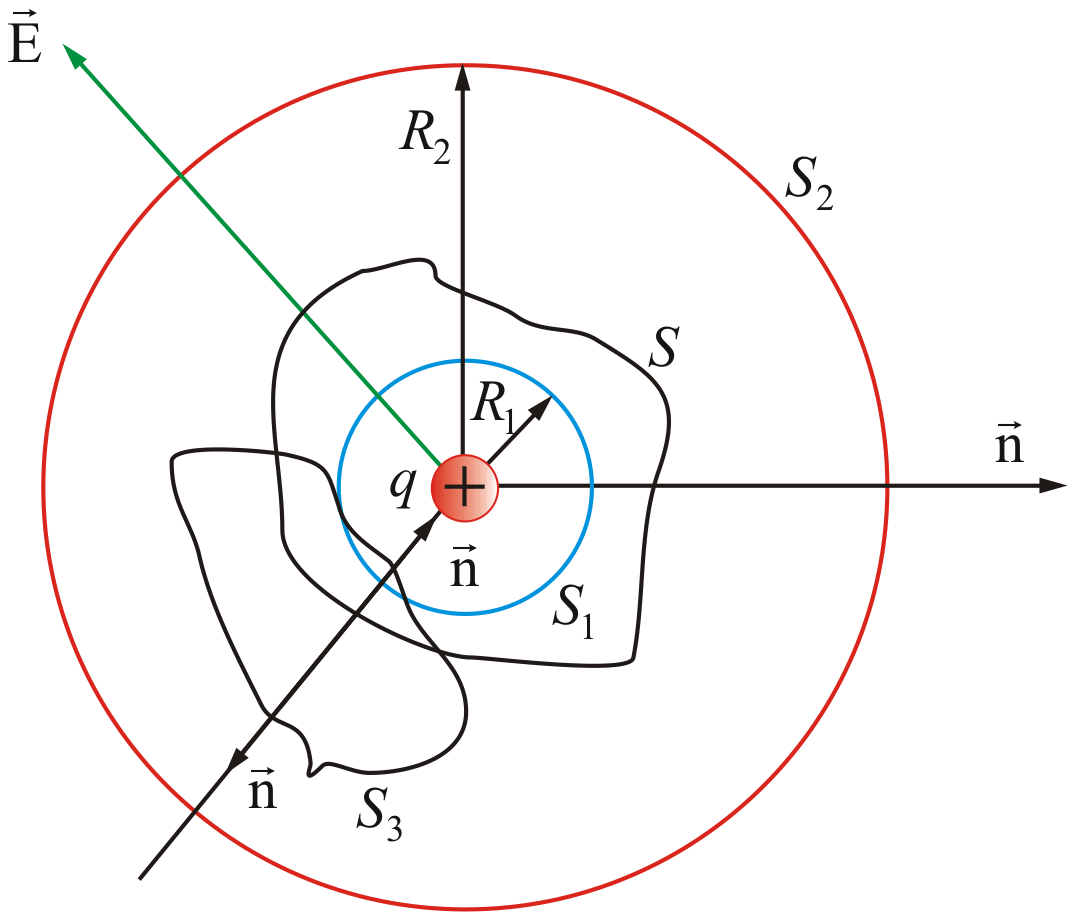 E⃗
R₂
S₂
S
R₁
n⃗
q
+
n⃗
S₁
n⃗
S₃